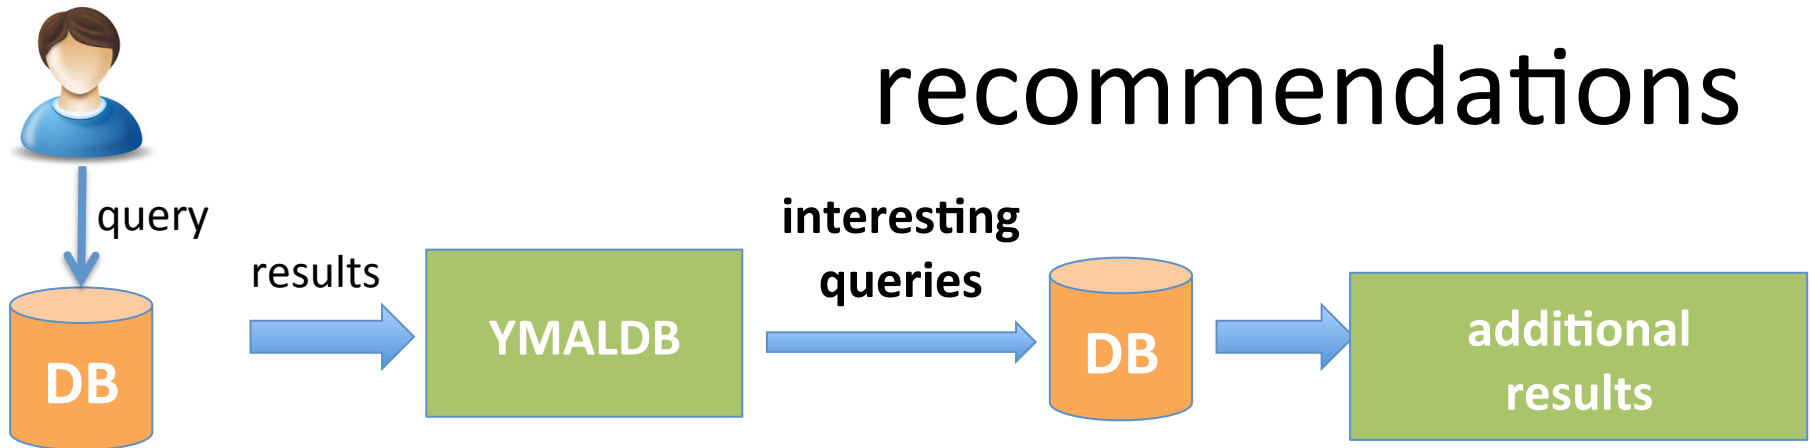 recommendations
query
results
interesting
queries
DB
YMALDB
DB
additional
results